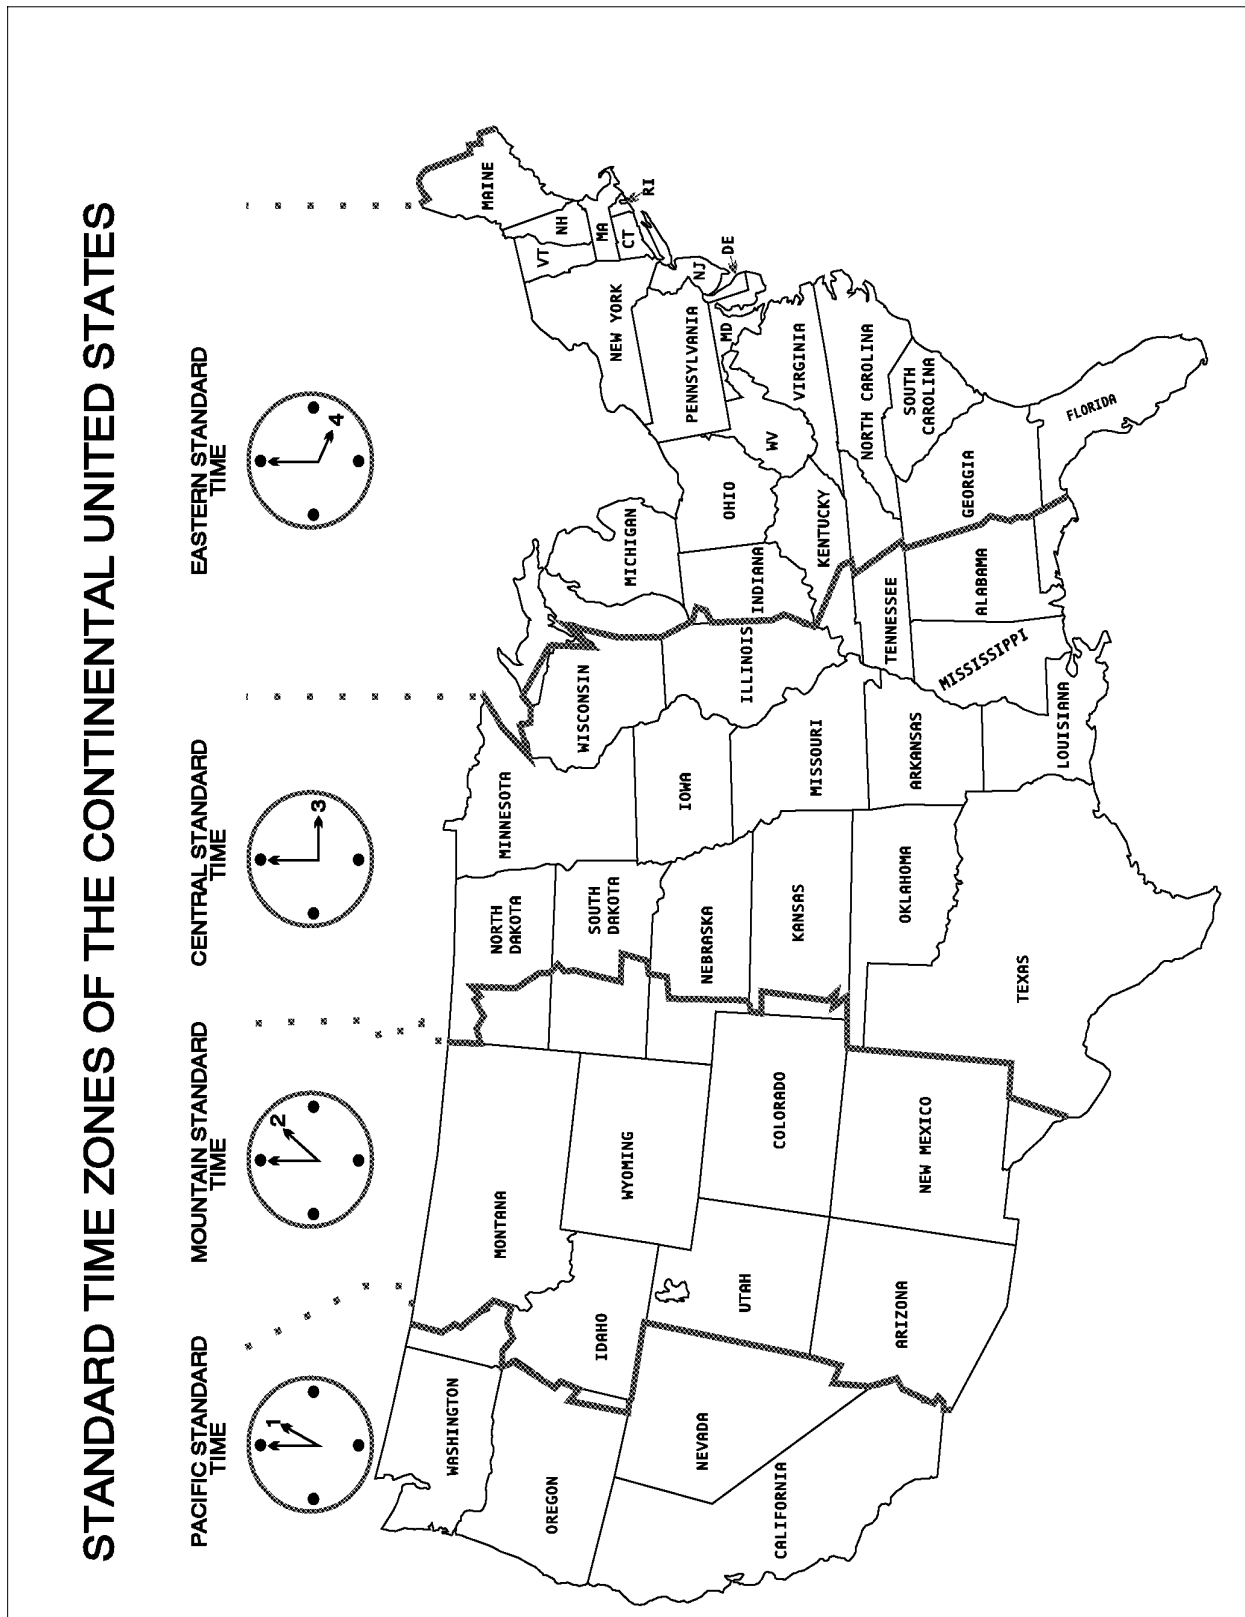 STANDARD TIME ZONES OF THE CONTINENTAL UNITED STATES
PACIFIC STANDARD
TIME
MOUNTAIN STANDARD
TIME
CENTRAL STANDARD
TIME
EASTERN STANDARD
TIME
1
2
3
4
WASHINGTON
OREGON
CALIFORNIA
NEVADA
IDAHO
MONTANA
WYOMING
UTAH
ARIZONA
COLORADO
NEW MEXICO
NORTH
DAKOTA
SOUTH
DAKOTA
NEBRASKA
KANSAS
OKLAHOMA
TEXAS
MINNESOTA
IOWA
MISSOURI
ARKANSAS
LOUISIANA
WISCONSIN
ILLINOIS
MISSISSIPPI
MICHIGAN
INDIANA
KENTUCKY
TENNESSEE
ALABAMA
OHIO
WV
GEORGIA
FLORIDA
SOUTH
CAROLINA
NORTH CAROLINA
VIRGINIA
MD
PENNSYLVANIA
NEW YORK
NJ
DE
VT
NH
MA
CT
RI
MAINE